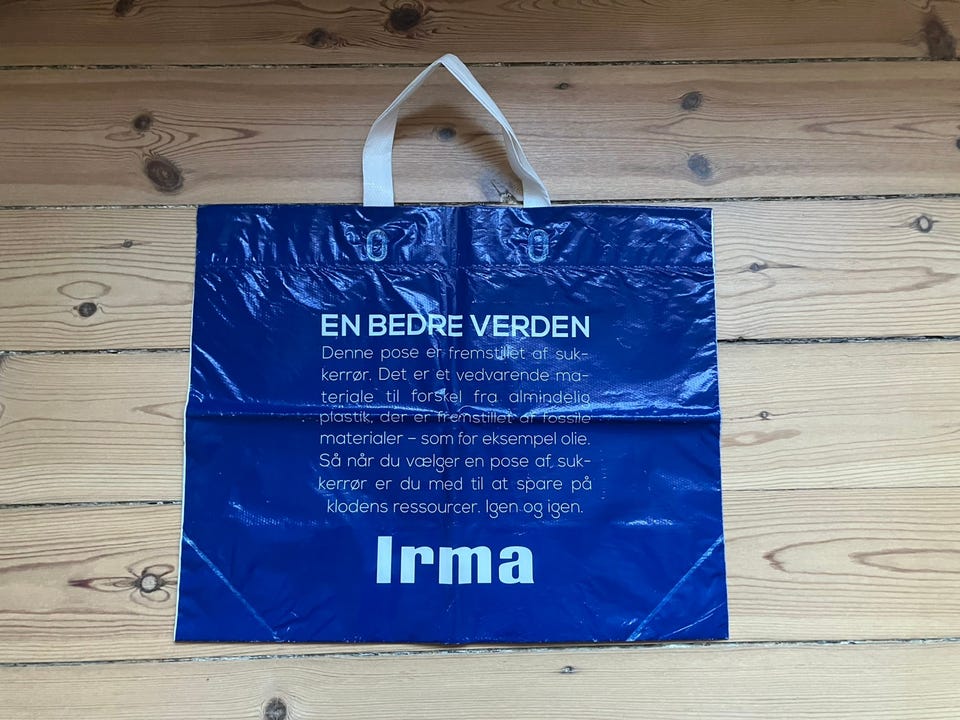 EN BEDRE VERDEN
Denne pose er fremstillet af suk-
kerrør. Det er et vedvarende ma-
teriale til forskel fra almindelig
plastik, der er fremstillet af fossile
materialer – som for eksempel olie.
Så når du vælger en pose af suk-
kerrør er du med til at spare på
klodens ressourcer. Igen og igen.
Irma